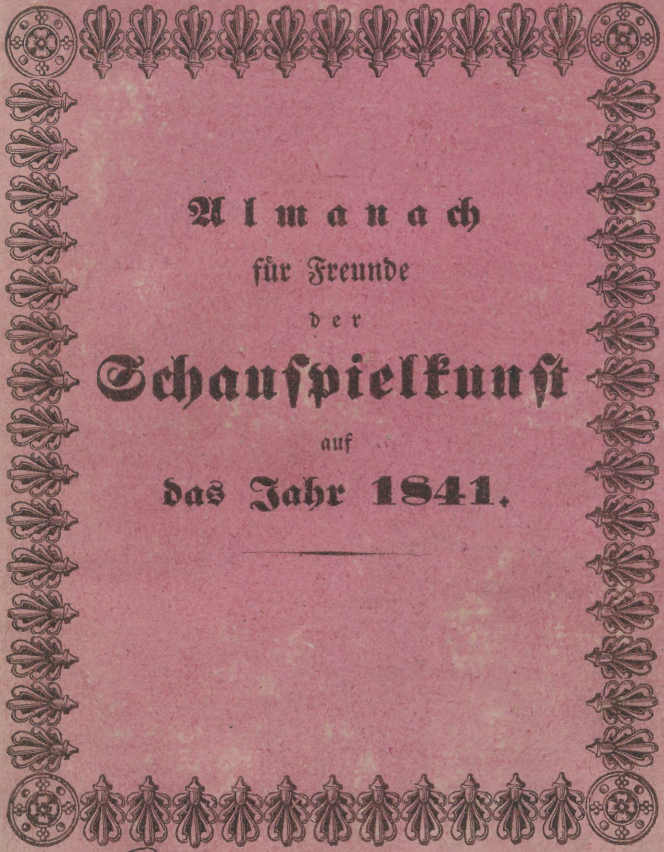 Almanach
für Freunde
der
Schauſpielkunſt
auf
das Jahr 1841.